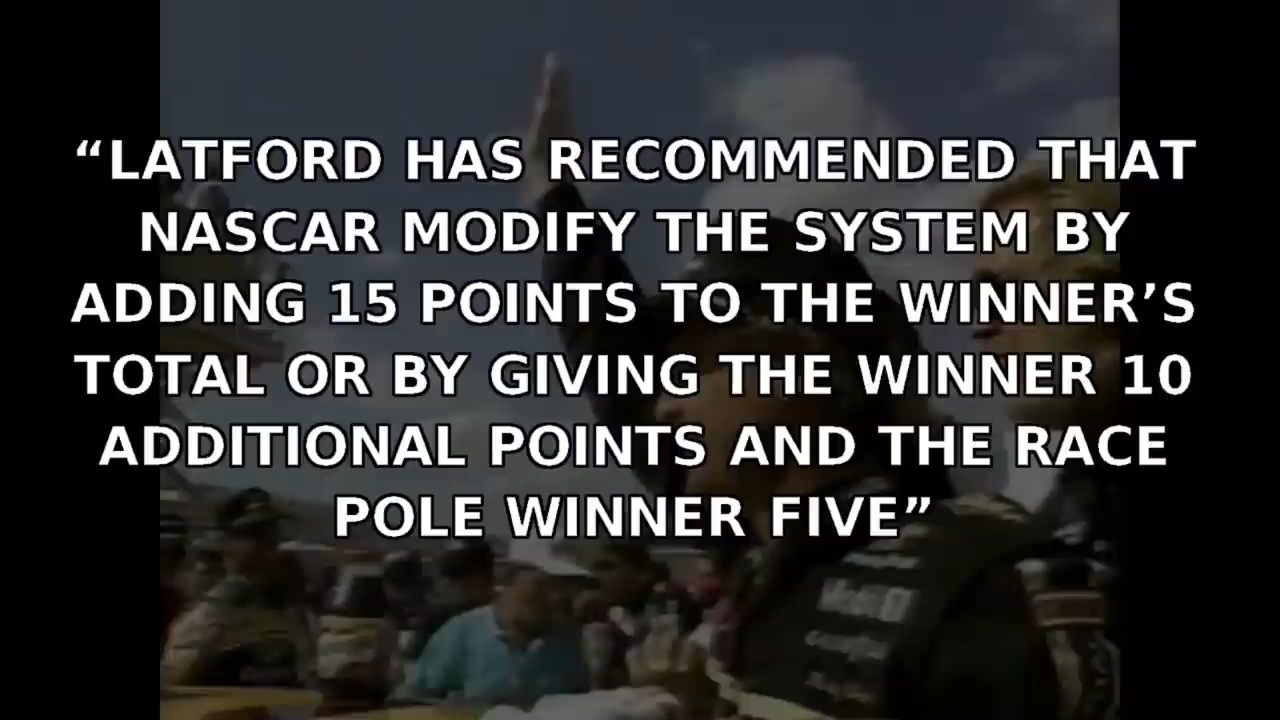 “LATFORD HAS RECOMMENDED THAT
NASCAR MODIFY THE SYSTEM BY
ADDING 15 POINTS TO THE WINNER’S
TOTAL OR BY GIVING THE WINNER 10
ADDITIONAL POINTS AND THE RACE
POLE WINNER FIVE”